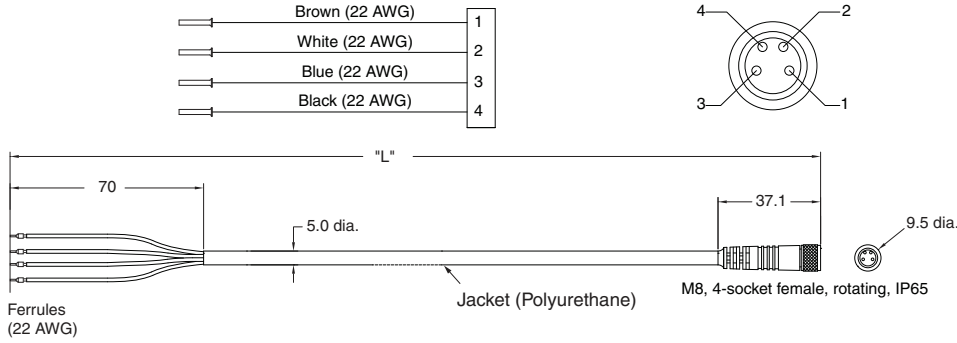 Brown (22 AWG)
1
White (22 AWG)
2
Blue (22 AWG)
3
Black (22 AWG)
4
4
2
3
1
"L"
70
37.1
5.0 dia.
9.5 dia.
Jacket (Polyurethane)
M8, 4-socket female, rotating, IP65
Ferrules
(22 AWG)